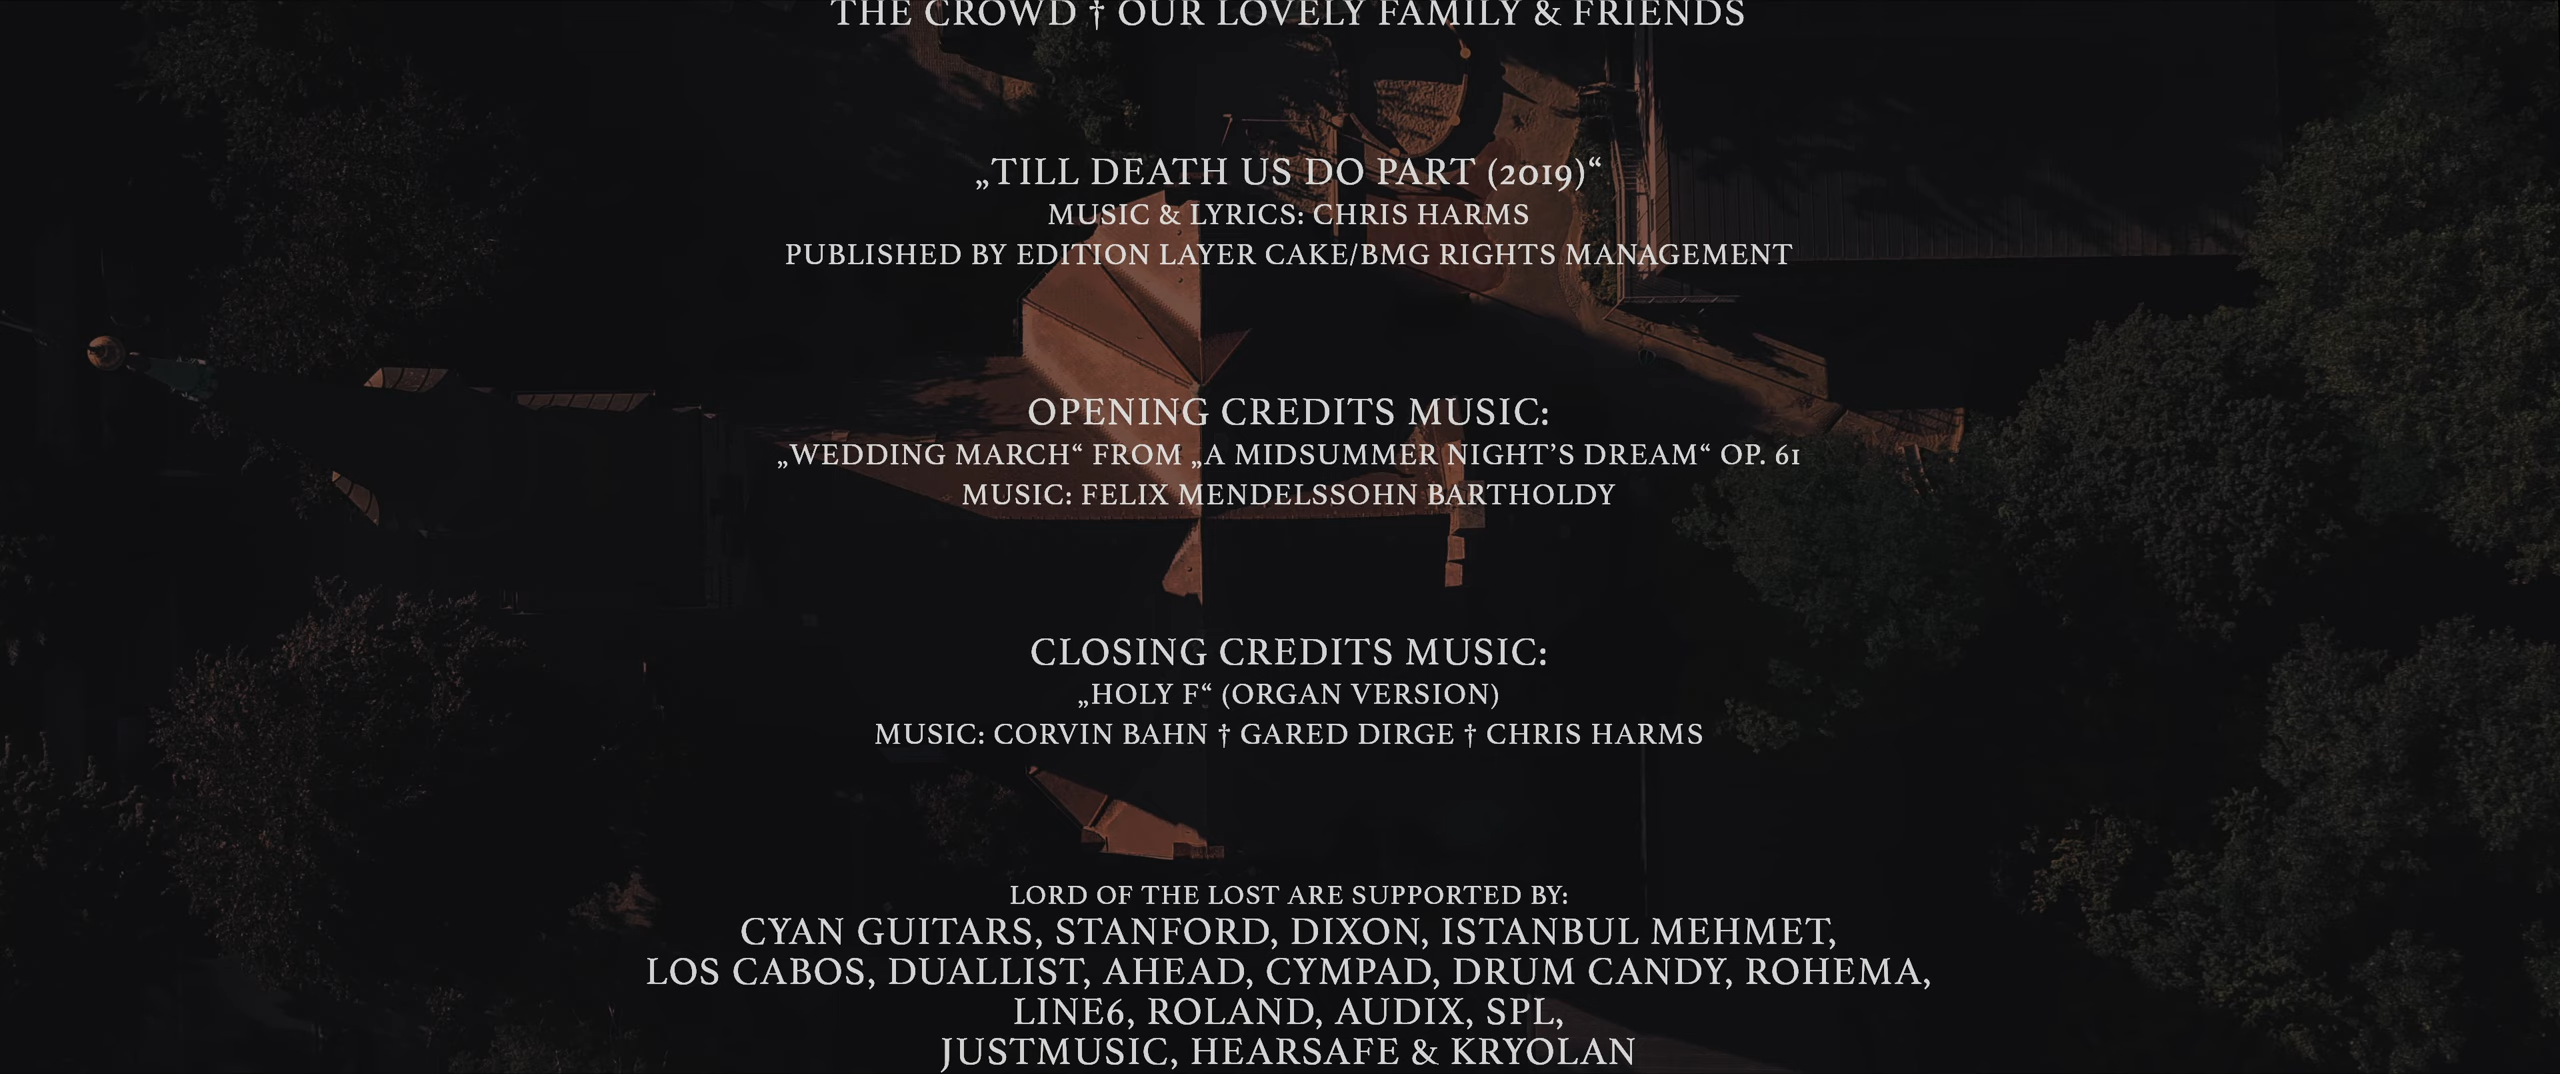 THE CROWD † OUR LOVELY FAMILY & FRIENDS
„TILL DEATH US DO PART (2019)“
MUSIC & LYRICS: CHRIS HARMS
PUBLISHED BY EDITION LAYER CAKE/BMG RIGHTS MANAGEMENT
OPENING CREDITS MUSIC:
„WEDDING MARCH“ FROM „A MIDSUMMER NIGHT’S DREAM“ OP. 61
MUSIC: FELIX MENDELSSOHN BARTHOLDY
CLOSING CREDITS MUSIC:
„HOLY F“ (ORGAN VERSION)
MUSIC: CORVIN BAHN † GARED DIRGE † CHRIS HARMS
LORD OF THE LOST ARE SUPPORTED BY:
CYAN GUITARS, STANFORD, DIXON, ISTANBUL MEHMET,
LOS CABOS, DUALLIST, AHEAD, CYMPAD, DRUM CANDY, ROHEMA,
LINE6, ROLAND, AUDIX, SPL,
JUSTMUSIC, HEARSAFE & KRYOLAN